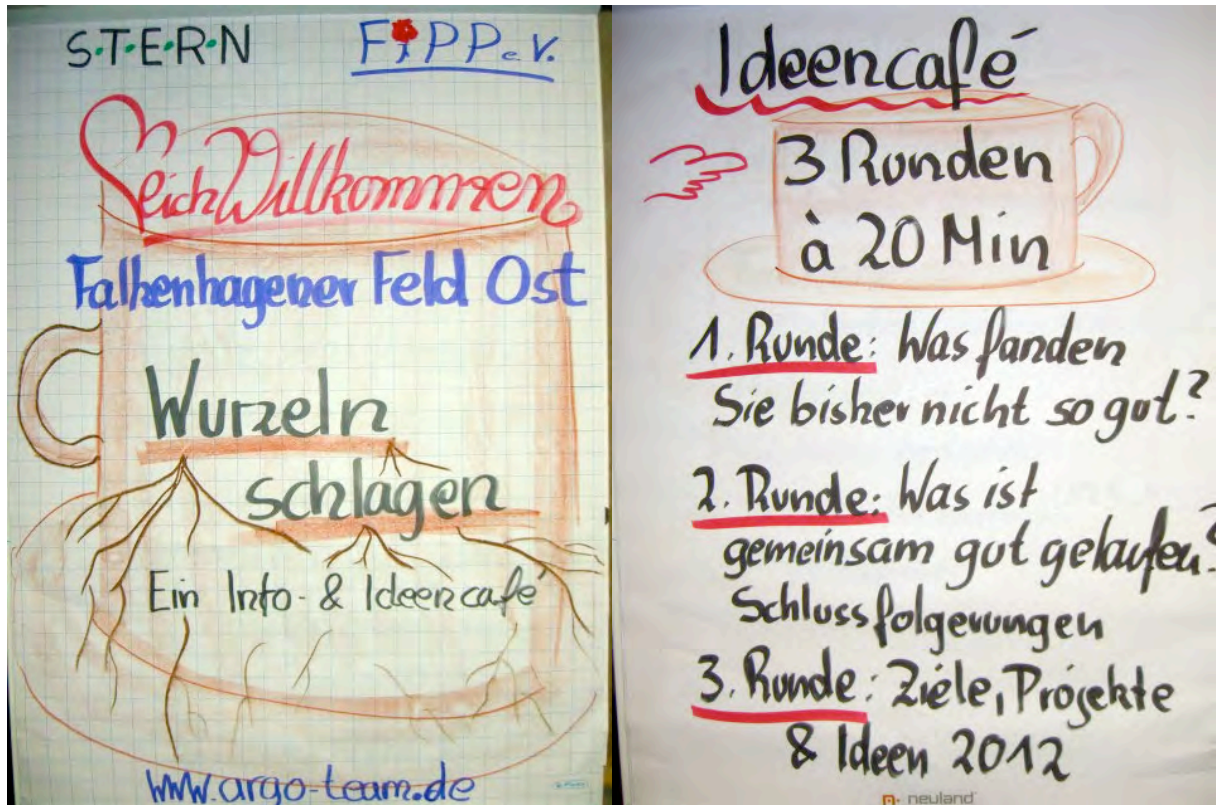 S·T·E·R·N
FiPP e.V.
Herzlich Willkommen
Falkenhagener Feld Ost
Wurzeln
schlagen
Ein Info- & Ideencafé
www.argo-team.de
Ideencafé
3 Runden
à 20 Min
1. Runde: Was fanden
Sie bisher nicht so gut?
2. Runde: Was ist
gemeinsam gut gelaufen?
Schlussfolgerungen
3. Runde: Ziele, Projekte
& Ideen 2012
neuland